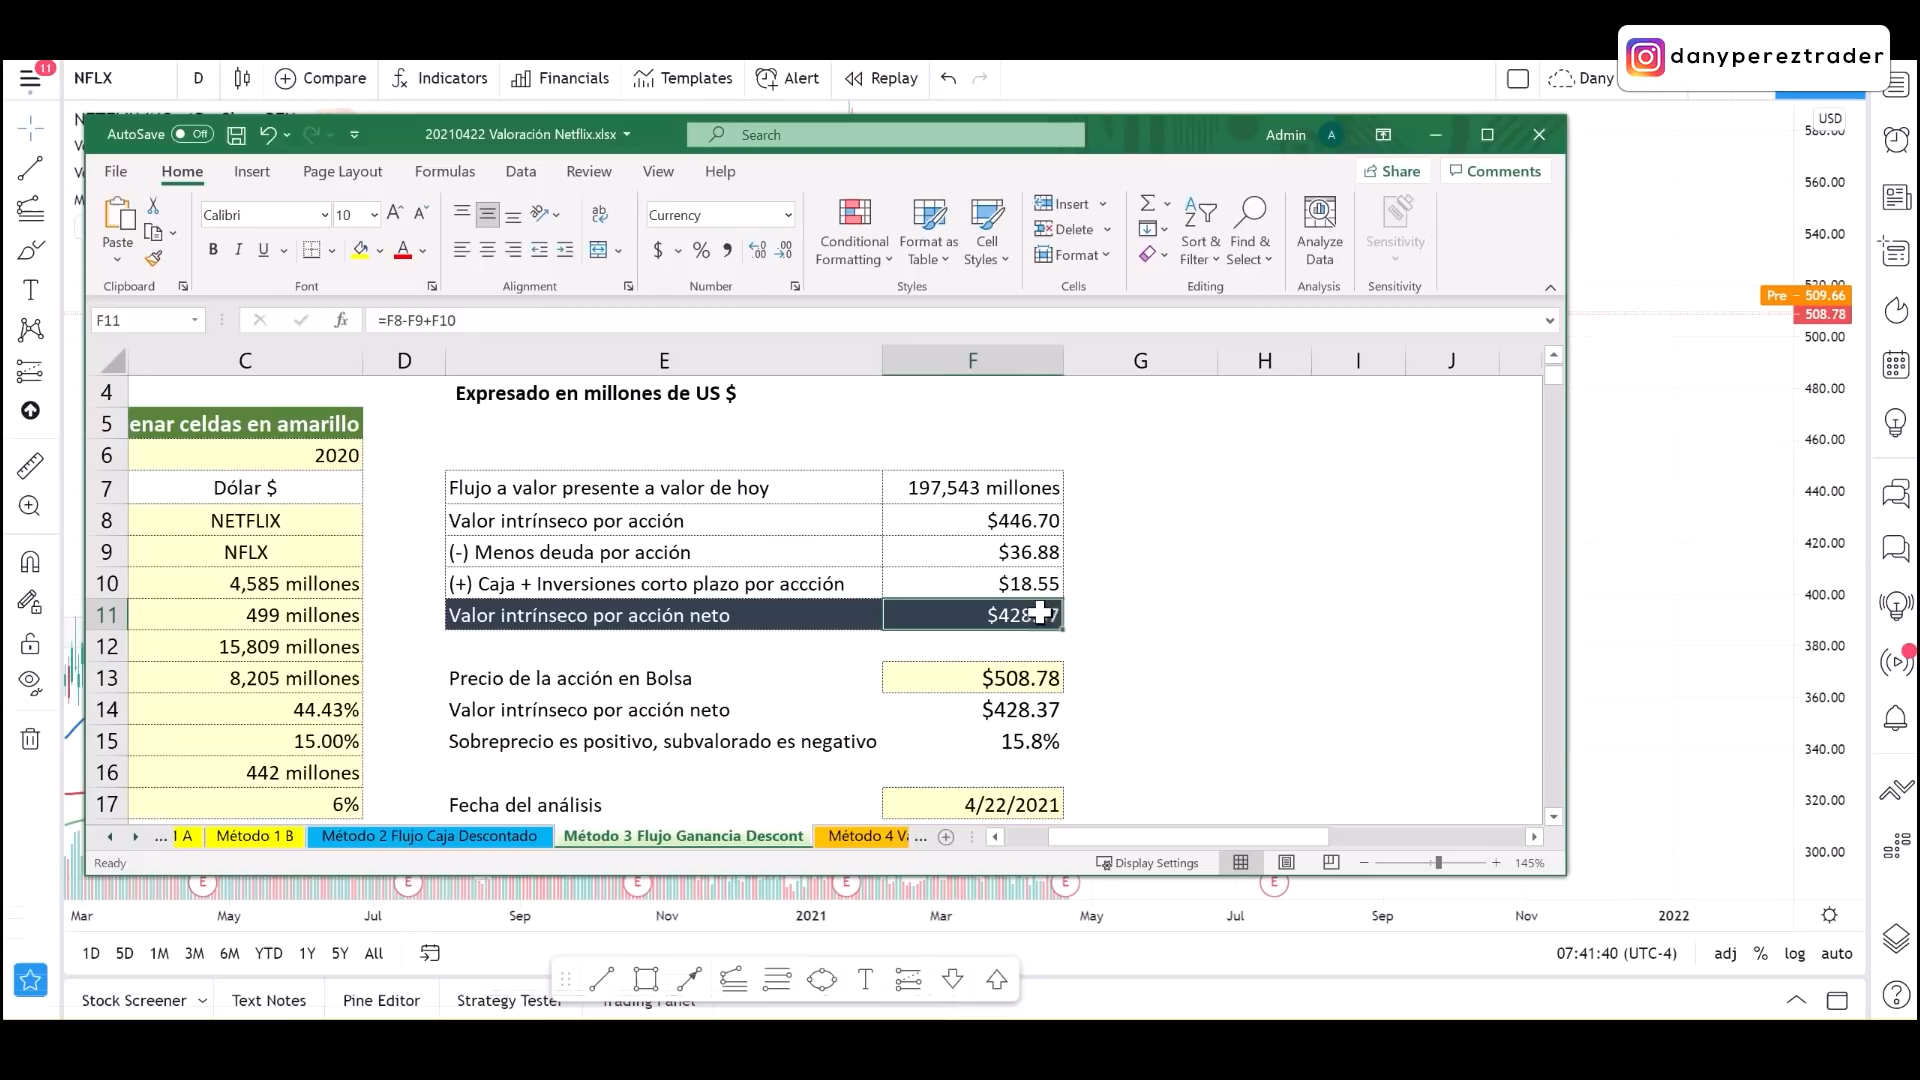 danypereztrader
11
NFLX D Compare Indicators Financials Templates Alert Replay Dany
USD
AutoSave Off 20210422 Valoración Netflix.xlsx Search Admin A
File Home Insert Page Layout Formulas Data Review View Help Share Comments
Paste
Calibri 10
B I U
Currency
$ % 9
Conditional Formatting
Format as Table
Cell Styles
Insert
Delete
Format
Sort & Filter
Find & Select
Analyze Data
Sensitivity
Clipboard Font Alignment Number Styles Cells Editing Analysis Sensitivity
F11 fx =F8-F9+F10
C D E F G H I J
4 Expresado en millones de US $
5 enar celdas en amarillo
6 2020
7 Dólar $ Flujo a valor presente a valor de hoy 197,543 millones
8 NETFLIX Valor intrínseco por acción $446.70
9 NFLX (-) Menos deuda por acción $36.88
10 4,585 millones (+) Caja + Inversiones corto plazo por accción $18.55
11 499 millones Valor intrínseco por acción neto
12 15,809 millones
13 8,205 millones Precio de la acción en Bolsa $508.78
14 44.43% Valor intrínseco por acción neto $428.37
15 15.00% Sobreprecio es positivo, subvalorado es negativo 15.8%
16 442 millones
17 6% Fecha del análisis 4/22/2021
... 1 A Método 1 B Método 2 Flujo Caja Descontado Método 3 Flujo Ganancia Descont Método 4 Va ...
Ready Display Settings 145%
560.00
540.00
Pre 509.66
508.78
500.00
480.00
460.00
440.00
420.00
400.00
380.00
360.00
340.00
320.00
300.00
E E E E E E
Mar May Jul Sep Nov 2021 Mar May Jul Sep Nov 2022
1D 5D 1M 3M 6M YTD 1Y 5Y All 07:41:40 (UTC-4) adj % log auto
Stock Screener Text Notes Pine Editor Strategy Tester Trading Panel